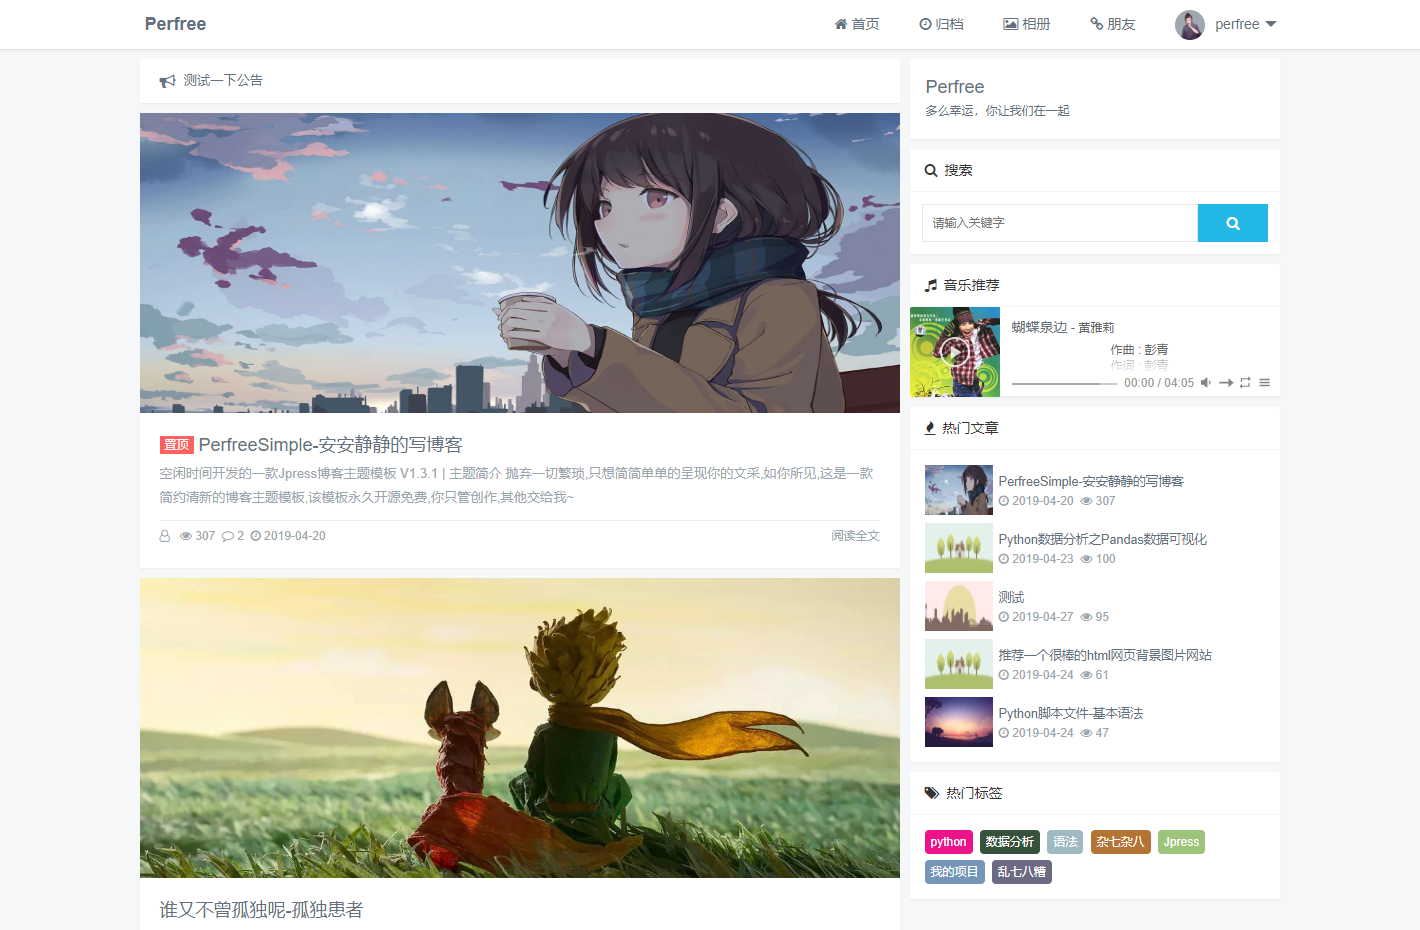 Perfree
首页
归档
相册
朋友
perfree
测试一下公告
置顶 PerfreeSimple-安安静静的写博客
空闲时间开发的一款Jpress博客主题模板 V1.3.1 | 主题简介 抛弃一切繁琐,只想简简单单的呈现你的文采,如你所见,这是一款
简约清新的博客主题模板,该模板永久开源免费,你只管创作,其他交给我~
307 2 2019-04-20
阅读全文
谁又不曾孤独呢-孤独患者
Perfree
多么幸运，你让我们在一起
搜索
请输入关键字
音乐推荐
蝴蝶泉边 - 黄雅莉
作曲 : 彭青
作词 : 彭青
00:00 / 04:05
热门文章
PerfreeSimple-安安静静的写博客
2019-04-20 307
Python数据分析之Pandas数据可视化
2019-04-23 100
测试
2019-04-27 95
推荐一个很棒的html网页背景图片网站
2019-04-24 61
Python脚本文件-基本语法
2019-04-24 47
热门标签
python 数据分析 语法 杂七杂八 Jpress
我的项目 乱七八糟